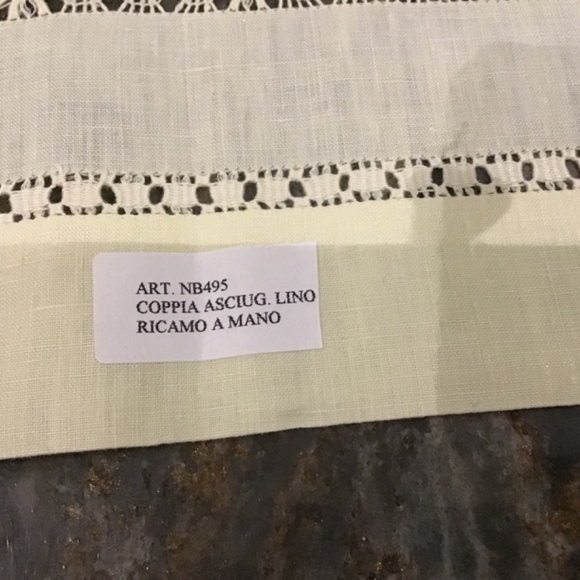 ART. NB495
COPPIA ASCIUG. LINO
RICAMO A MANO